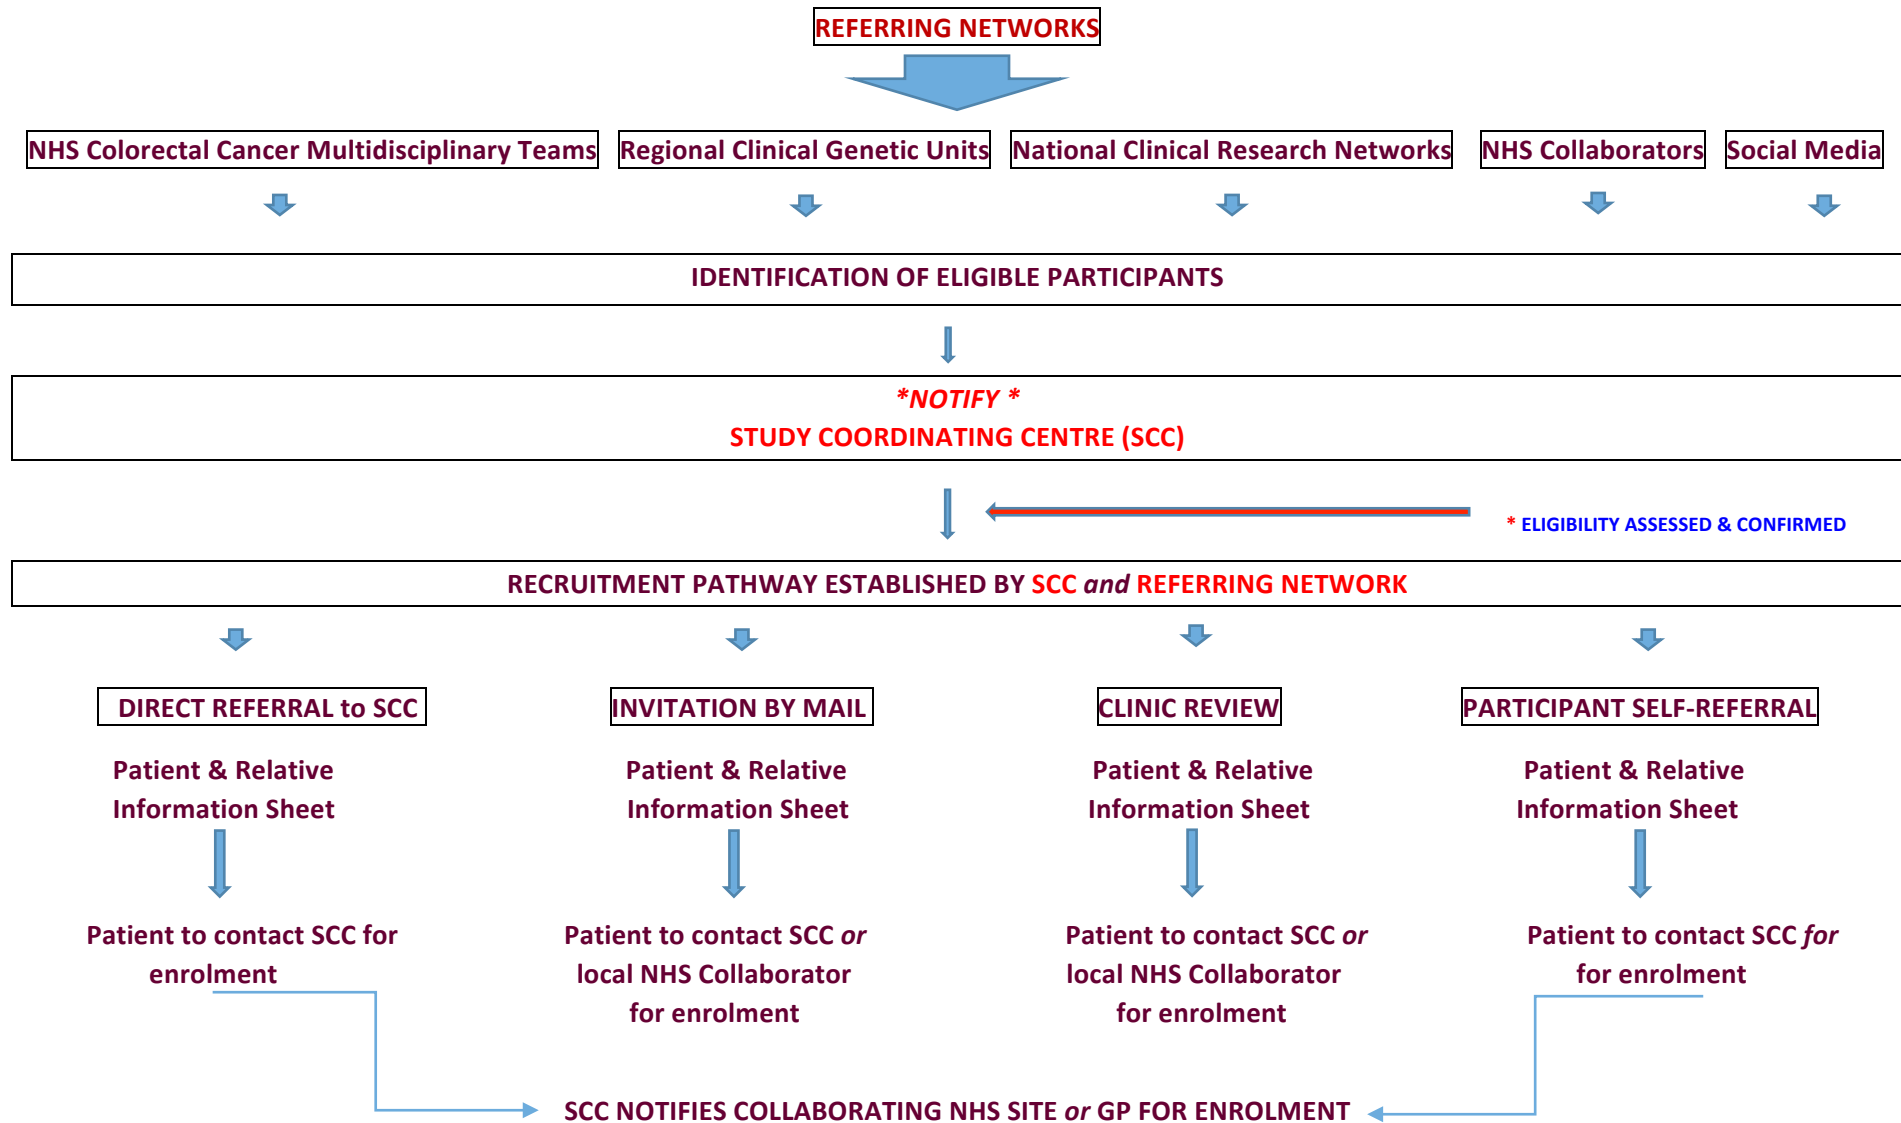 REFERRING NETWORKS
NHS Colorectal Cancer Multidisciplinary Teams
Regional Clinical Genetic Units
National Clinical Research Networks
NHS Collaborators
Social Media
IDENTIFICATION OF ELIGIBLE PARTICIPANTS
*NOTIFY *
STUDY COORDINATING CENTRE (SCC)
* ELIGIBILITY ASSESSED & CONFIRMED
RECRUITMENT PATHWAY ESTABLISHED BY SCC and REFERRING NETWORK
DIRECT REFERRAL to SCC
Patient & Relative
Information Sheet
Patient to contact SCC for
enrolment
INVITATION BY MAIL
Patient & Relative
Information Sheet
Patient to contact SCC or
local NHS Collaborator
for enrolment
CLINIC REVIEW
Patient & Relative
Information Sheet
Patient to contact SCC or
local NHS Collaborator
for enrolment
PARTICIPANT SELF-REFERRAL
Patient & Relative
Information Sheet
Patient to contact SCC for
for enrolment
SCC NOTIFIES COLLABORATING NHS SITE or GP FOR ENROLMENT